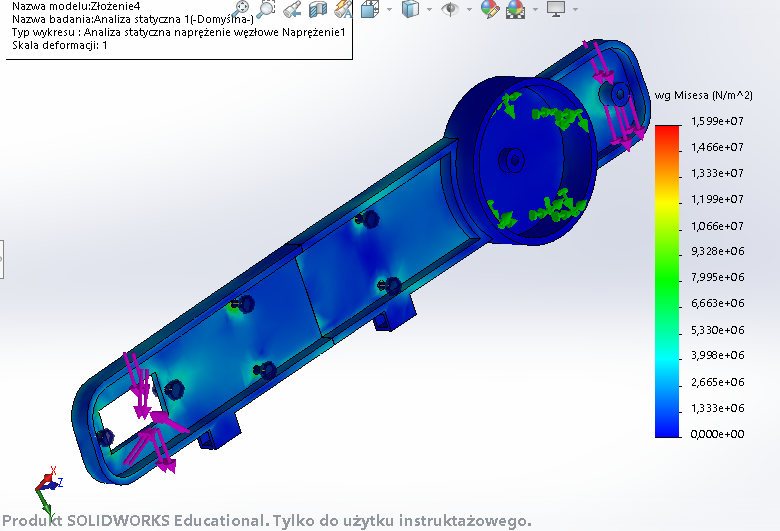 Nazwa modelu:Złożenie4
Nazwa badania:Analiza statyczna 1(-Domyślna-)
Typ wykresu : Analiza statyczna naprężenie węzłowe Naprężenie1
Skala deformacji: 1
wg Misesa (N/m^2)
1,599e+07
1,466e+07
1,333e+07
1,199e+07
1,066e+07
9,328e+06
7,995e+06
6,663e+06
5,330e+06
3,998e+06
2,665e+06
1,333e+06
0,000e+00
X
Z
Produkt SOLIDWORKS Educational. Tylko do użytku instruktażowego.